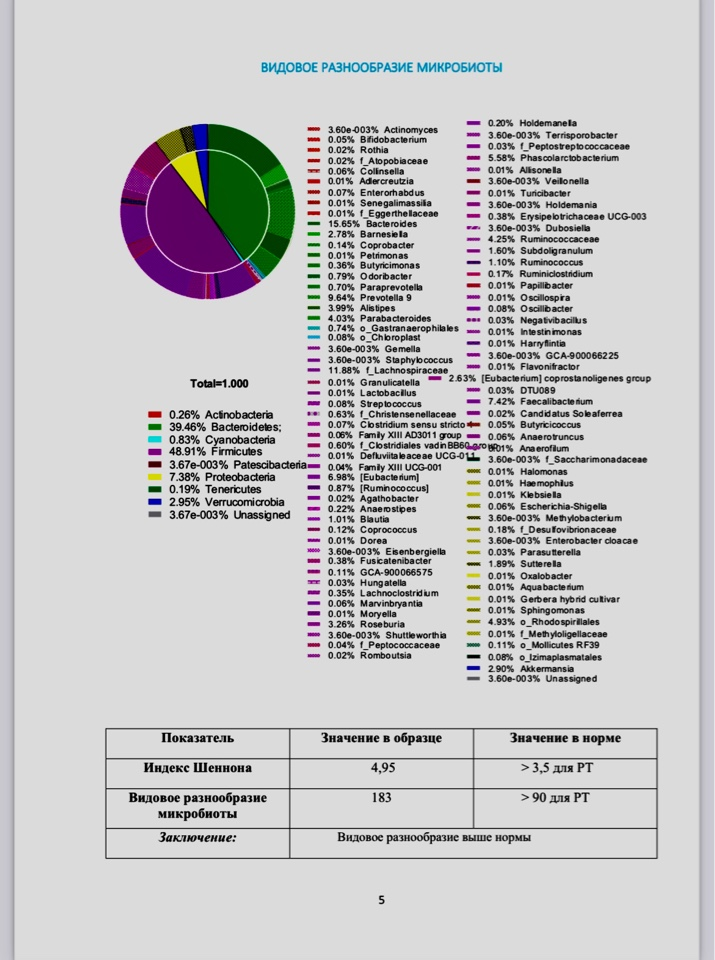 ВИДОВОЕ РАЗНООБРАЗИЕ МИКРОБИОТЫ
Total=1.000
0.26% Actinobacteria
39.46% Bacteroidetes;
0.83% Cyanobacteria
48.91% Firmicutes
3.67e-003% Patescibacteria
7.38% Proteobacteria
0.19% Tenericutes
2.95% Verrucomicrobia
3.67e-003% Unassigned
3.60e-003% Actinomyces
0.05% Bifidobacterium
0.02% Rothia
0.02% f_Atopobiaceae
0.06% Collinsella
0.01% Adlercreutzia
0.07% Enterorhabdus
0.01% Senegalimassilia
0.01% f_Eggerthellaceae
15.65% Bacteroides
2.78% Barnesiella
0.14% Coprobacter
0.01% Petrimonas
0.36% Butyricimonas
0.79% Odoribacter
0.70% Paraprevotella
9.64% Prevotella 9
3.99% Alistipes
4.03% Parabacteroides
0.74% o_Gastranaerophilales
0.08% o_Chloroplast
3.60e-003% Gemella
3.60e-003% Staphylococcus
11.88% f_Lachnospiraceae
0.01% Granulicatella
0.01% Lactobacillus
0.08% Streptococcus
0.63% f_Christensenellaceae
0.07% Clostridium sensu stricto
0.06% Family XIII AD3011 group
0.60% f_Clostridiales vadinBB60 group
0.01% Defluviitaleaceae UCG-011
0.04% Family XIII UCG-001
6.98% [Eubacterium]
0.87% [Ruminococcus]
0.02% Agathobacter
0.22% Anaerostipes
1.01% Blautia
0.12% Coprococcus
0.01% Dorea
3.60e-003% Eisenbergiella
0.38% Fusicatenibacter
0.11% GCA-900066575
0.03% Hungatella
0.35% Lachnoclostridium
0.06% Marvinbryantia
0.01% Moryella
3.26% Roseburia
3.60e-003% Shuttleworthia
0.04% f_Peptococcaceae
0.02% Romboutsia
0.20% Holdemanella
3.60e-003% Terrisporobacter
0.03% f_Peptostreptococcaceae
5.58% Phascolarctobacterium
0.01% Allisonella
3.60e-003% Veillonella
0.01% Turicibacter
3.60e-003% Holdemania
0.38% Erysipelotrichaceae UCG-003
3.60e-003% Dubosiella
4.25% Ruminococcaceae
1.60% Subdoligranulum
1.10% Ruminococcus
0.17% Ruminiclostridium
0.01% Papillibacter
0.01% Oscillospira
0.08% Oscillibacter
0.03% Negativibacillus
0.01% Intestinimonas
0.01% Harryflintia
3.60e-003% GCA-900066225
0.01% Flavonifractor
2.63% [Eubacterium] coprostanoligenes group
0.03% DTU089
7.42% Faecalibacterium
0.02% Candidatus Soleaferrea
0.05% Butyricicoccus
0.06% Anaerotruncus
0.01% Anaerofilum
3.60e-003% f_Saccharimonadaceae
0.01% Halomonas
0.01% Haemophilus
0.01% Klebsiella
0.06% Escherichia-Shigella
3.60e-003% Methylobacterium
0.18% f_Desulfovibrionaceae
3.60e-003% Enterobacter cloacae
0.03% Parasutterella
1.89% Sutterella
0.01% Oxalobacter
0.01% Aquabacterium
0.01% Gerbera hybrid cultivar
0.01% Sphingomonas
4.93% o_Rhodospirillales
0.01% f_Methyloligellaceae
0.11% o_Mollicutes RF39
0.08% o_Izimaplasmatales
2.90% Akkermansia
3.60e-003% Unassigned
Показатель Значение в образце Значение в норме
Индекс Шеннона 4,95 > 3,5 для РТ
Видовое разнообразие 183 > 90 для РТ
микробиоты
Заключение: Видовое разнообразие выше нормы
5